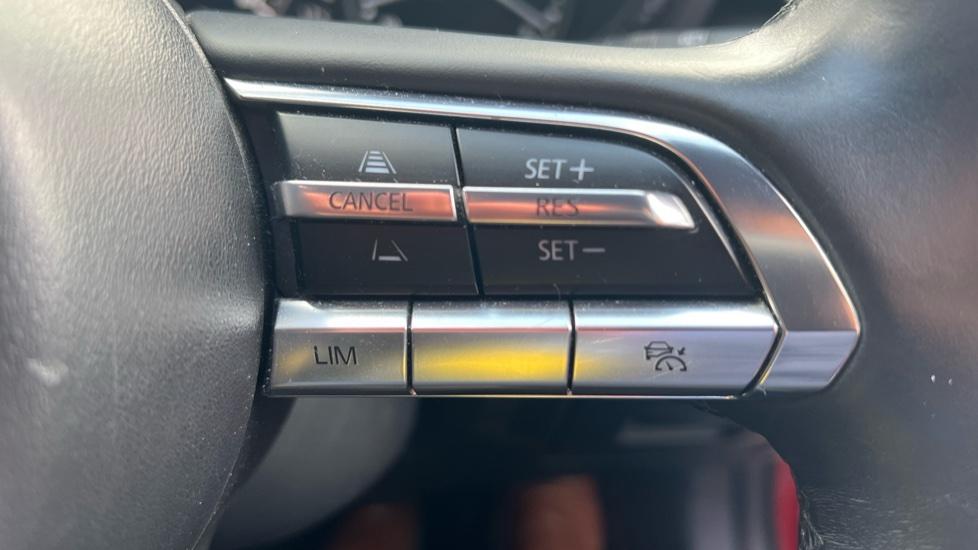 SET+
CANCEL RES
SET-
LIM